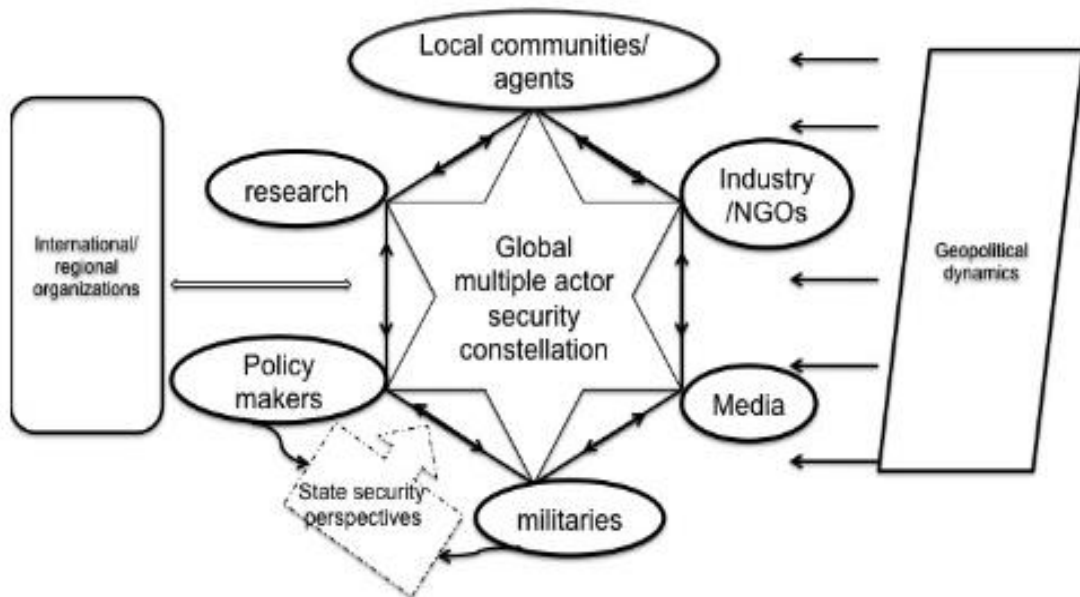 Local communities/
agents
research
Industry
/NGOs
International/
regional
organizations
Global
multiple actor
security
constellation
Geopolitical
dynamics
Policy
makers
Media
State security
perspectives
militaries